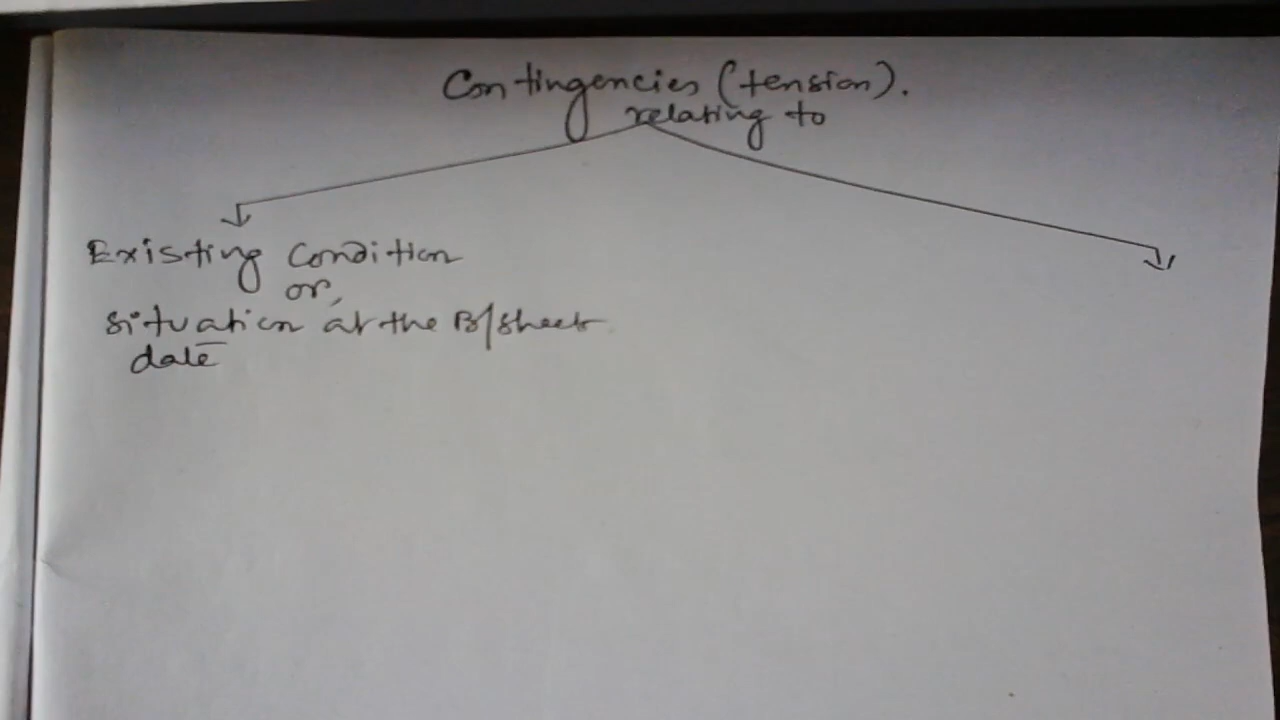 Contingencies (tension).
relating to
Existing Condition
or,
situation at the B/sheet
date